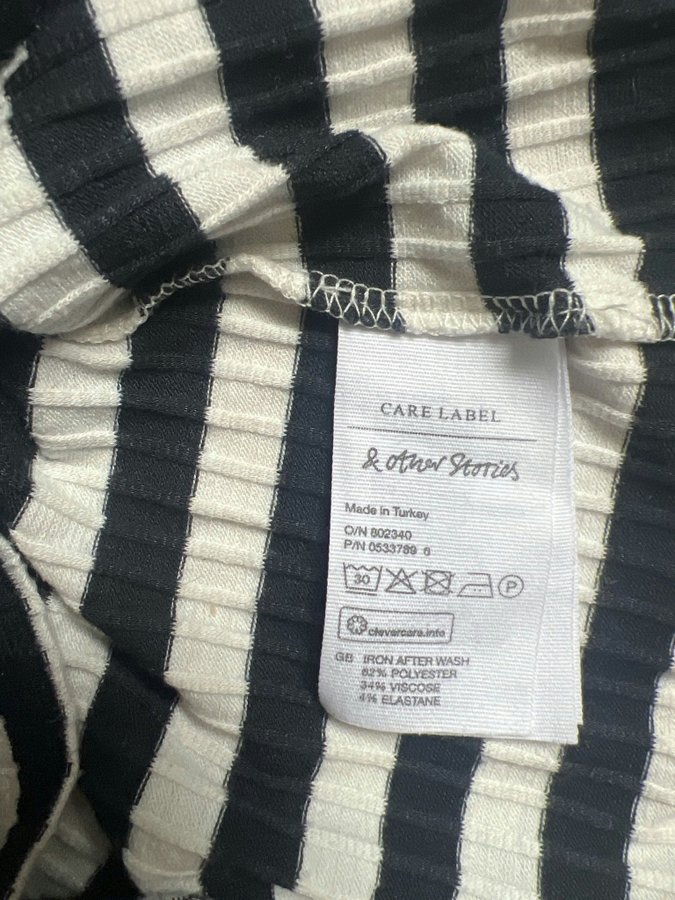 CARE LABEL
& other Stories
Made in Turkey
O/N 802340
P/N 0533789 6
30
P
clevercare.info
GB IRON AFTER WASH
62% POLYESTER
34% VISCOSE
4% ELASTANE